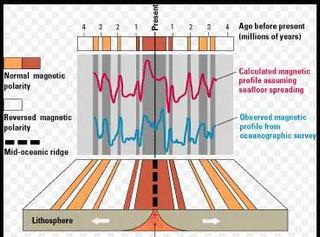 4 3 2 1 Present 1 2 3 4
Age before present
(millions of years)
Normal magnetic
polarity
Reversed magnetic
polarity
Mid-oceanic ridge
Calculated magnetic
profile assuming
seafloor spreading
Observed magnetic
profile from
oceanographic survey
Lithosphere